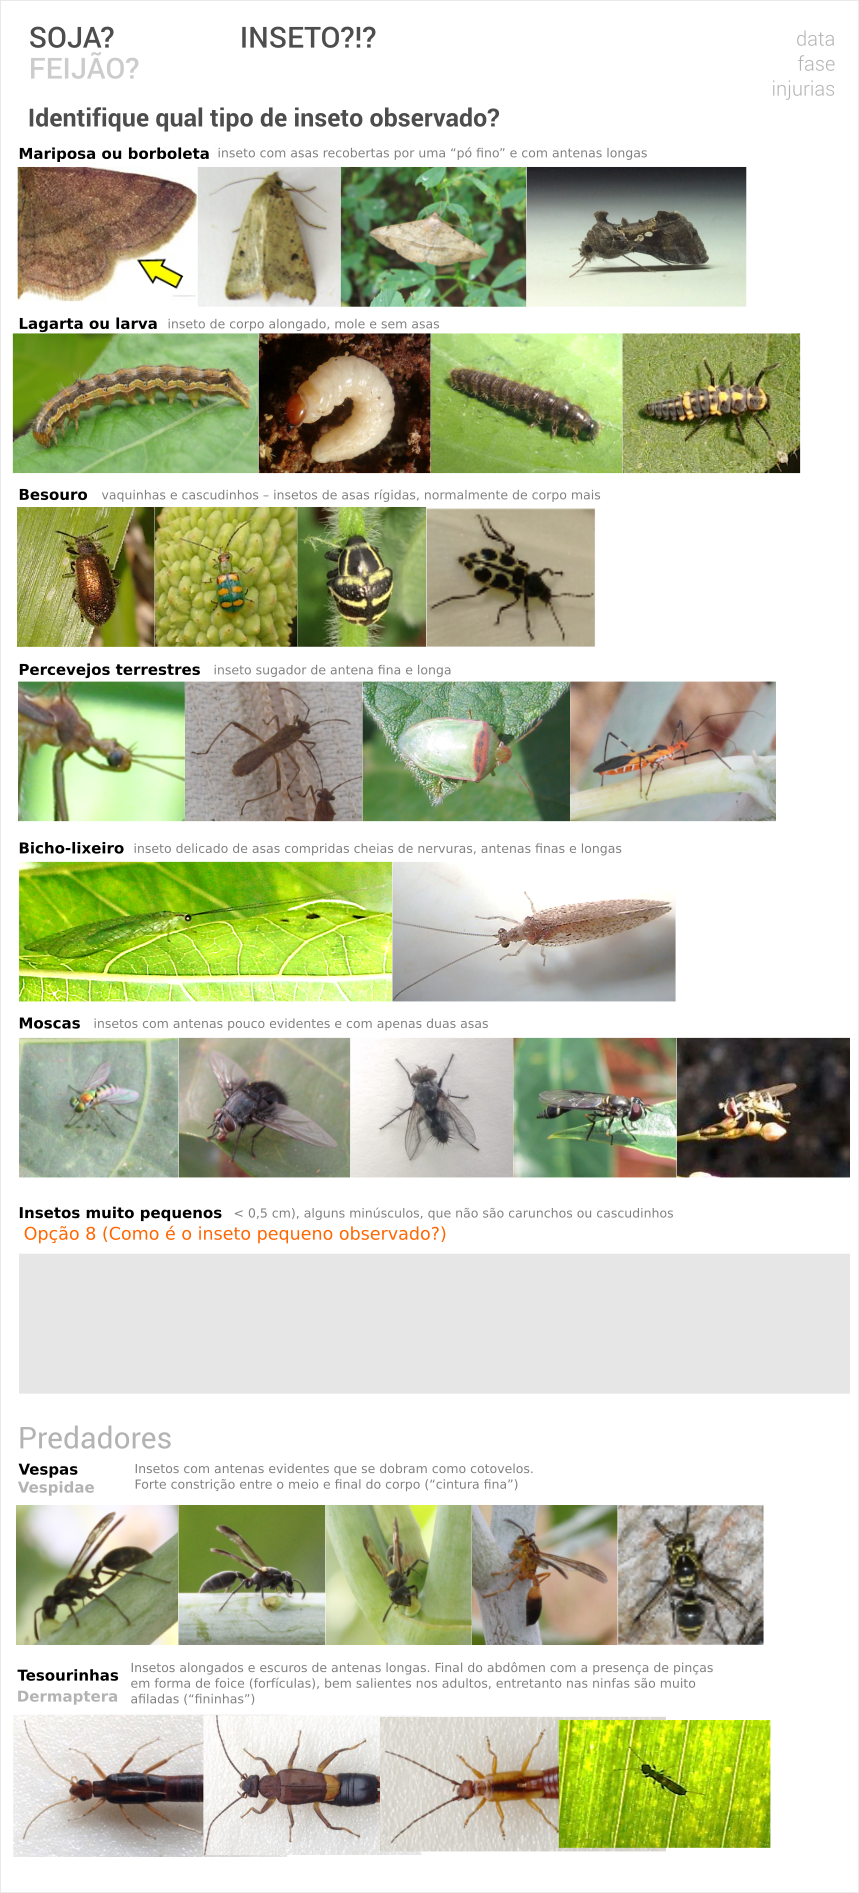 SOJA? INSETO?!?
FEIJÃO?
data
fase
injurias
Identifique qual tipo de inseto observado?
Mariposa ou borboleta inseto com asas recobertas por uma “pó fino” e com antenas longas
Lagarta ou larva inseto de corpo alongado, mole e sem asas
Besouro vaquinhas e cascudinhos – insetos de asas rígidas, normalmente de corpo mais
Percevejos terrestres inseto sugador de antena fina e longa
Bicho-lixeiro inseto delicado de asas compridas cheias de nervuras, antenas finas e longas
Moscas insetos com antenas pouco evidentes e com apenas duas asas
Insetos muito pequenos < 0,5 cm), alguns minúsculos, que não são carunchos ou cascudinhos
Opção 8 (Como é o inseto pequeno observado?)
Predadores
Vespas
Vespidae
Insetos com antenas evidentes que se dobram como cotovelos.
Forte constrição entre o meio e final do corpo (“cintura fina”)
Tesourinhas
Dermaptera
Insetos alongados e escuros de antenas longas. Final do abdômen com a presença de pinças
em forma de foice (forfículas), bem salientes nos adultos, entretanto nas ninfas são muito
afiladas (“fininhas”)